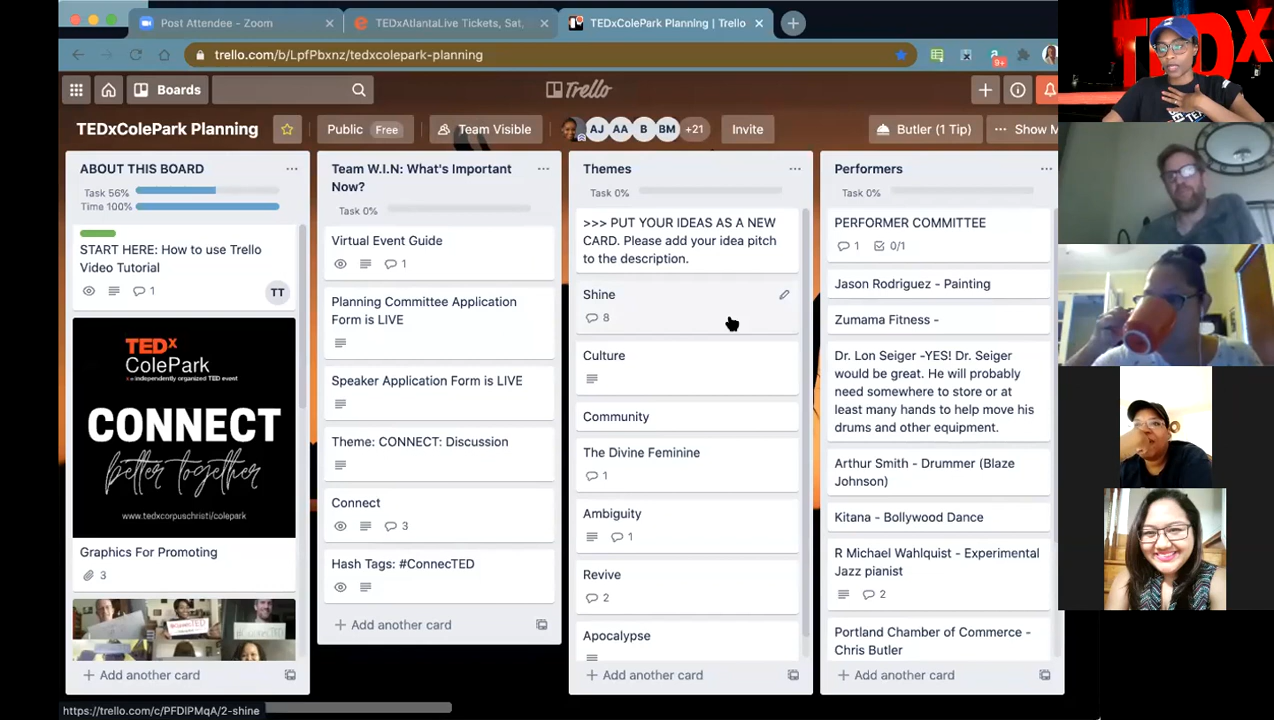 Post Attendee - Zoom
TEDxAtlantaLive Tickets, Sat,
TEDxColePark Planning | Trello
trello.com/b/LpfPbxnz/tedxcolepark-planning
9+
Boards
Trello
TEDxColePark Planning
Public Free
Team Visible
AJ AA B BM +21
Invite
Butler (1 Tip)
Show M
ABOUT THIS BOARD
Task 56%
Time 100%
START HERE: How to use Trello
Video Tutorial
1
TT
TEDx
ColePark
x = independently organized TED event
CONNECT
better together
www.tedxcorpuschristi/colepark
Graphics For Promoting
3
Add another card
Team W.I.N: What's Important
Now?
Task 0%
Virtual Event Guide
1
Planning Committee Application
Form is LIVE
Speaker Application Form is LIVE
Theme: CONNECT: Discussion
Connect
3
Hash Tags: #ConnecTED
Add another card
Themes
Task 0%
>>> PUT YOUR IDEAS AS A NEW
CARD. Please add your idea pitch
to the description.
Shine
8
Culture
Community
The Divine Feminine
1
Ambiguity
1
Revive
2
Apocalypse
Add another card
Performers
Task 0%
PERFORMER COMMITTEE
1 0/1
Jason Rodriguez - Painting
Zumama Fitness -
Dr. Lon Seiger -YES! Dr. Seiger
would be great. He will probably
need somewhere to store or at
least many hands to help move his
drums and other equipment.
Arthur Smith - Drummer (Blaze
Johnson)
Kitana - Bollywood Dance
R Michael Wahlquist - Experimental
Jazz pianist
2
Portland Chamber of Commerce -
Chris Butler
Add another card
https://trello.com/c/PFDIPMqA/2-shine
TEDX